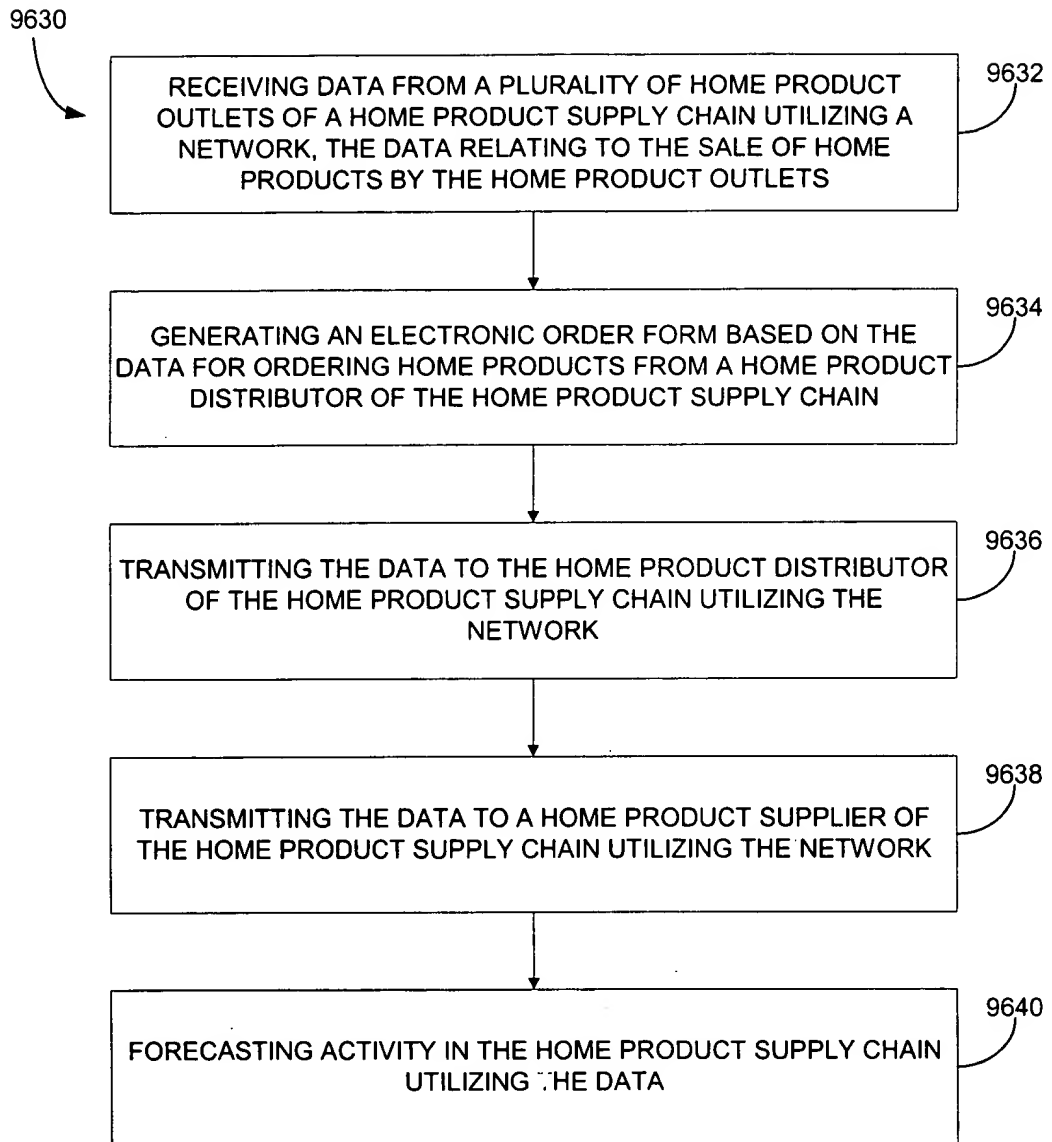 9630
9632
RECEIVING DATA FROM A PLURALITY OF HOME PRODUCT
OUTLETS OF A HOME PRODUCT SUPPLY CHAIN UTILIZING A
NETWORK, THE DATA RELATING TO THE SALE OF HOME
PRODUCTS BY THE HOME PRODUCT OUTLETS
9634
GENERATING AN ELECTRONIC ORDER FORM BASED ON THE
DATA FOR ORDERING HOME PRODUCTS FROM A HOME PRODUCT
DISTRIBUTOR OF THE HOME PRODUCT SUPPLY CHAIN
9636
TRANSMITTING THE DATA TO THE HOME PRODUCT DISTRIBUTOR
OF THE HOME PRODUCT SUPPLY CHAIN UTILIZING THE
NETWORK
9638
TRANSMITTING THE DATA TO A HOME PRODUCT SUPPLIER OF
THE HOME PRODUCT SUPPLY CHAIN UTILIZING THE NETWORK
9640
FORECASTING ACTIVITY IN THE HOME PRODUCT SUPPLY CHAIN
UTILIZING THE DATA